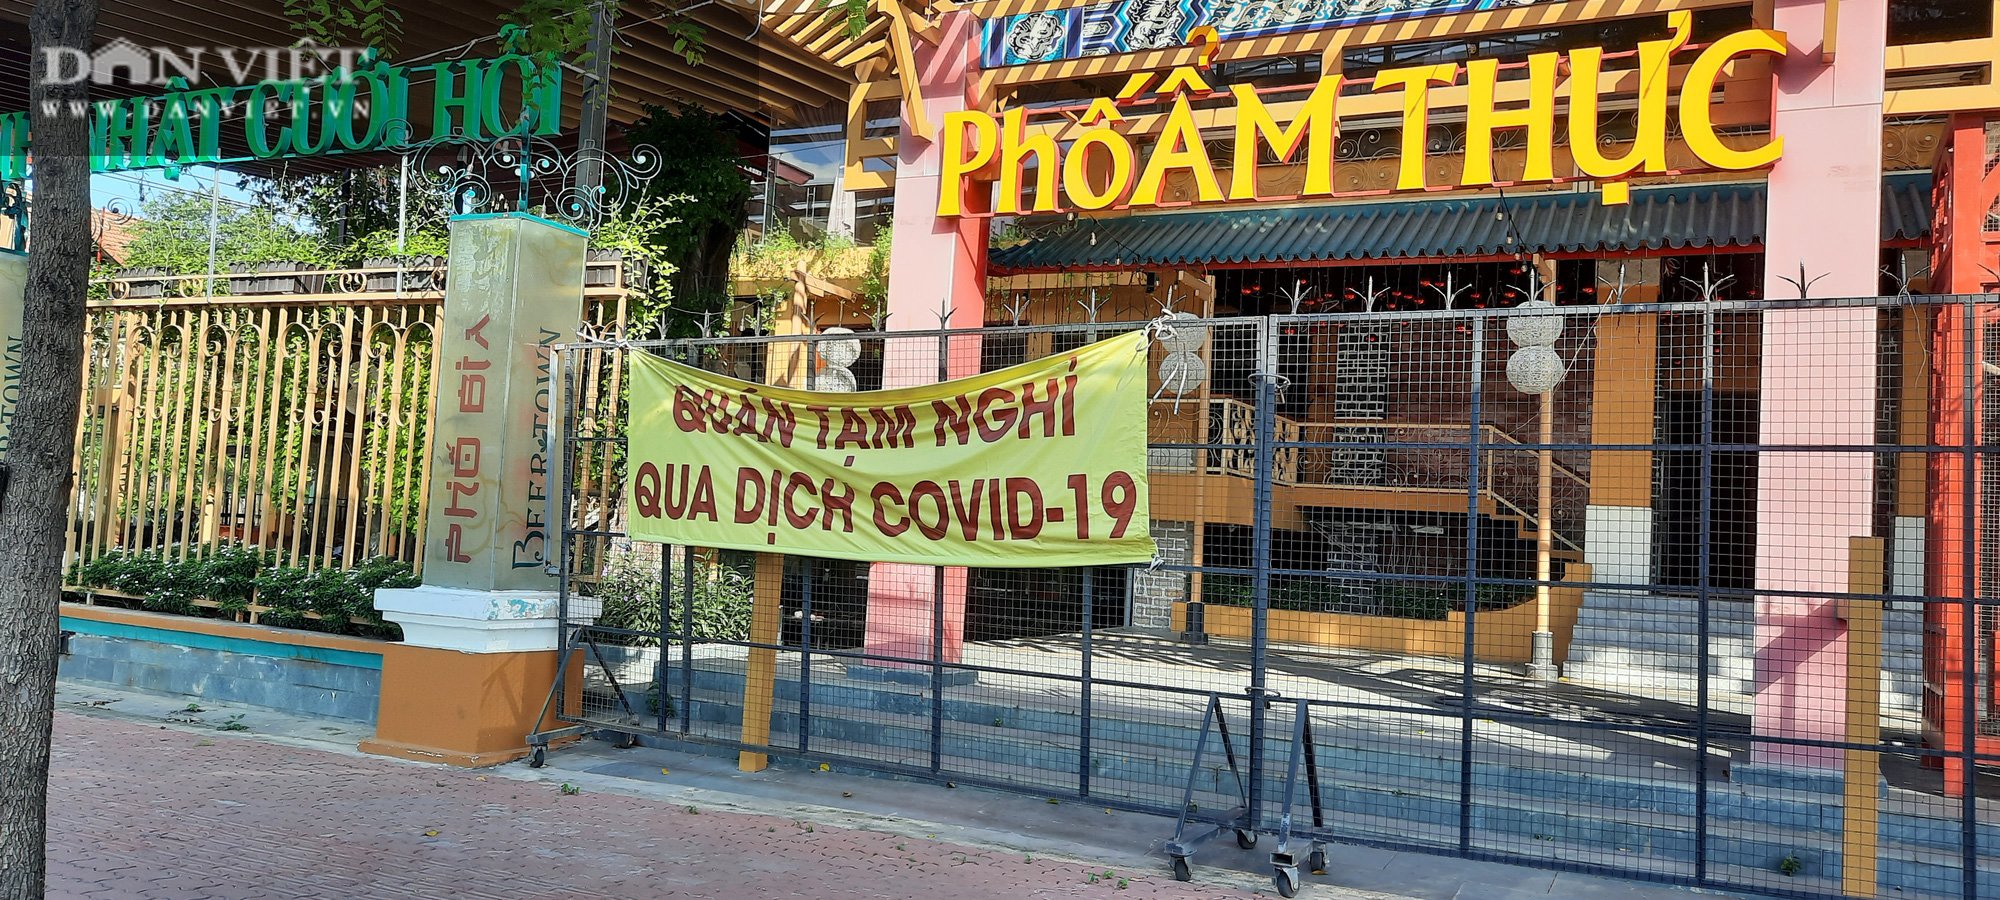 DÂN VIỆT
WWW.DANVIET.VN
NHẬT CƯỚI HỎI
PHỐ ẨM THỰC
PHỐ BIA
BEER TOWN
R TOWN
QUÁN TẠM NGHỈ
QUA DỊCH COVID-19